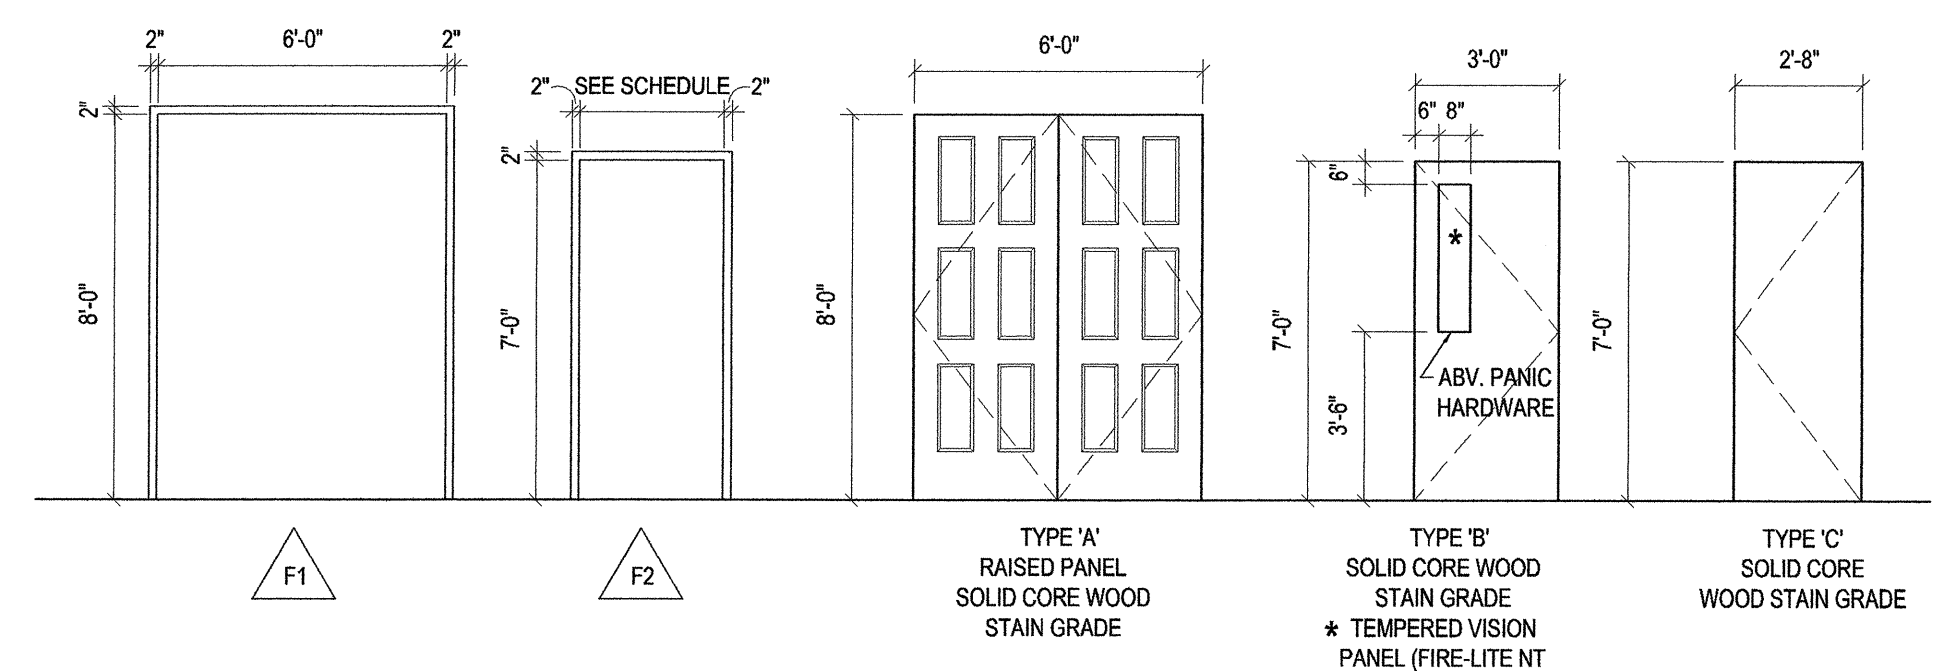 2" 6'-0" 2"
2"
8'-0"
F1
2" SEE SCHEDULE 2"
2"
7'-0"
F2
6'-0"
8'-0"
TYPE 'A'
RAISED PANEL
SOLID CORE WOOD
STAIN GRADE
3'-0"
6" 8"
6"
7'-0"
*
ABV. PANIC
HARDWARE
3'-6"
TYPE 'B'
SOLID CORE WOOD
STAIN GRADE
* TEMPERED VISION
PANEL (FIRE-LITE NT
2'-8"
7'-0"
TYPE 'C'
SOLID CORE
WOOD STAIN GRADE